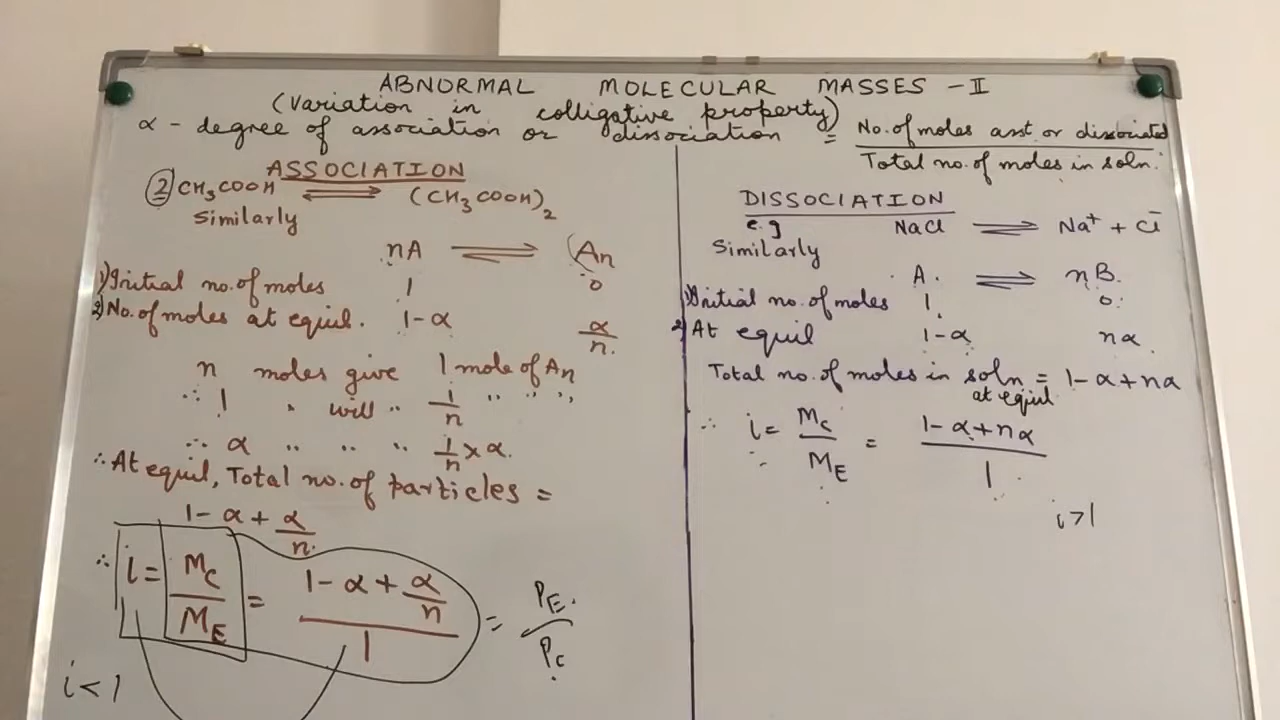 ABNORMAL MOLECULAR MASSES - II
(Variation in colligative property)
α - degree of association or dissociation = No. of moles asst or dissociated / Total no. of moles in soln.
ASSOCIATION
2 CH3COOH ⇌ (CH3COOH)2
Similarly
nA ⇌ (An
1) Initial no. of moles 1 0
2) No. of moles at equil. 1-α α/n.
n moles give 1 mole of An
∴ 1 " will " 1/n " " "
∴ α " " " 1/n × α.
∴ At equil, Total no. of particles =
1 - α + α/n.
∴ i = MC/ME = (1 - α + α/n)/1 = PE./Pc
i < 1
DISSOCIATION
e.g NaCl ⇌ Na+ + Cl-
Similarly
A. ⇌ nB.
1) Initial no. of moles 1. 0.
2) At equil 1-α nα.
Total no. of moles in soln = 1 - α + nα
at equil
∴ i = MC/ME = (1 - α + nα)/1
i > 1